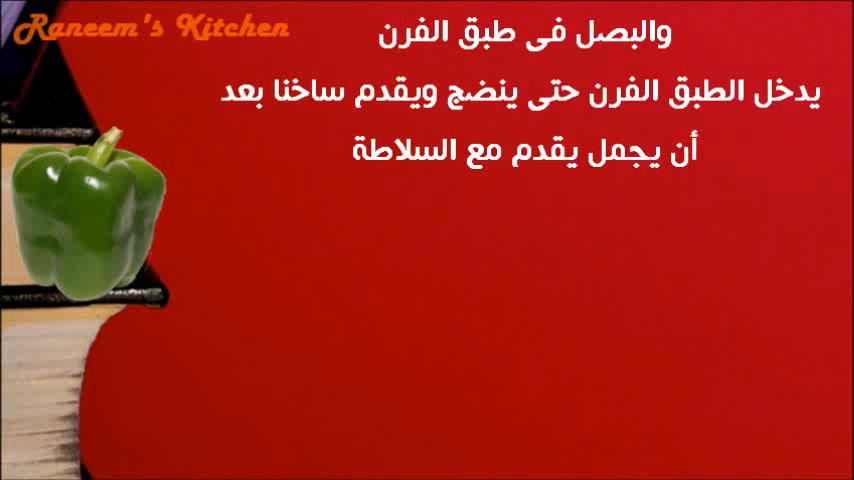 Raneem's Kitchen
والبصل فى طبق الفرن
يدخل الطبق الفرن حتى ينضج ويقدم ساخنا بعد
أن يجمل يقدم مع السلاطة